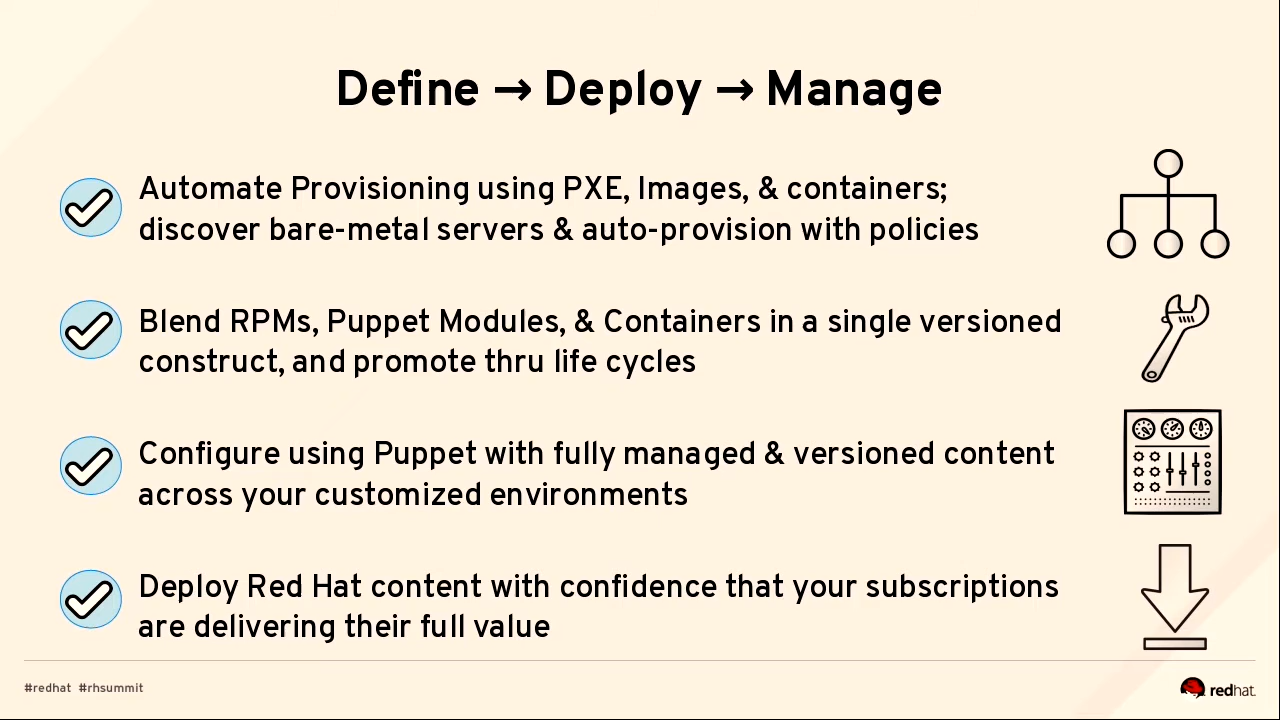 Define → Deploy → Manage
Automate Provisioning using PXE, Images, & containers;
discover bare-metal servers & auto-provision with policies
Blend RPMs, Puppet Modules, & Containers in a single versioned
construct, and promote thru life cycles
Configure using Puppet with fully managed & versioned content
across your customized environments
Deploy Red Hat content with confidence that your subscriptions
are delivering their full value
#redhat #rhsummit
redhat.